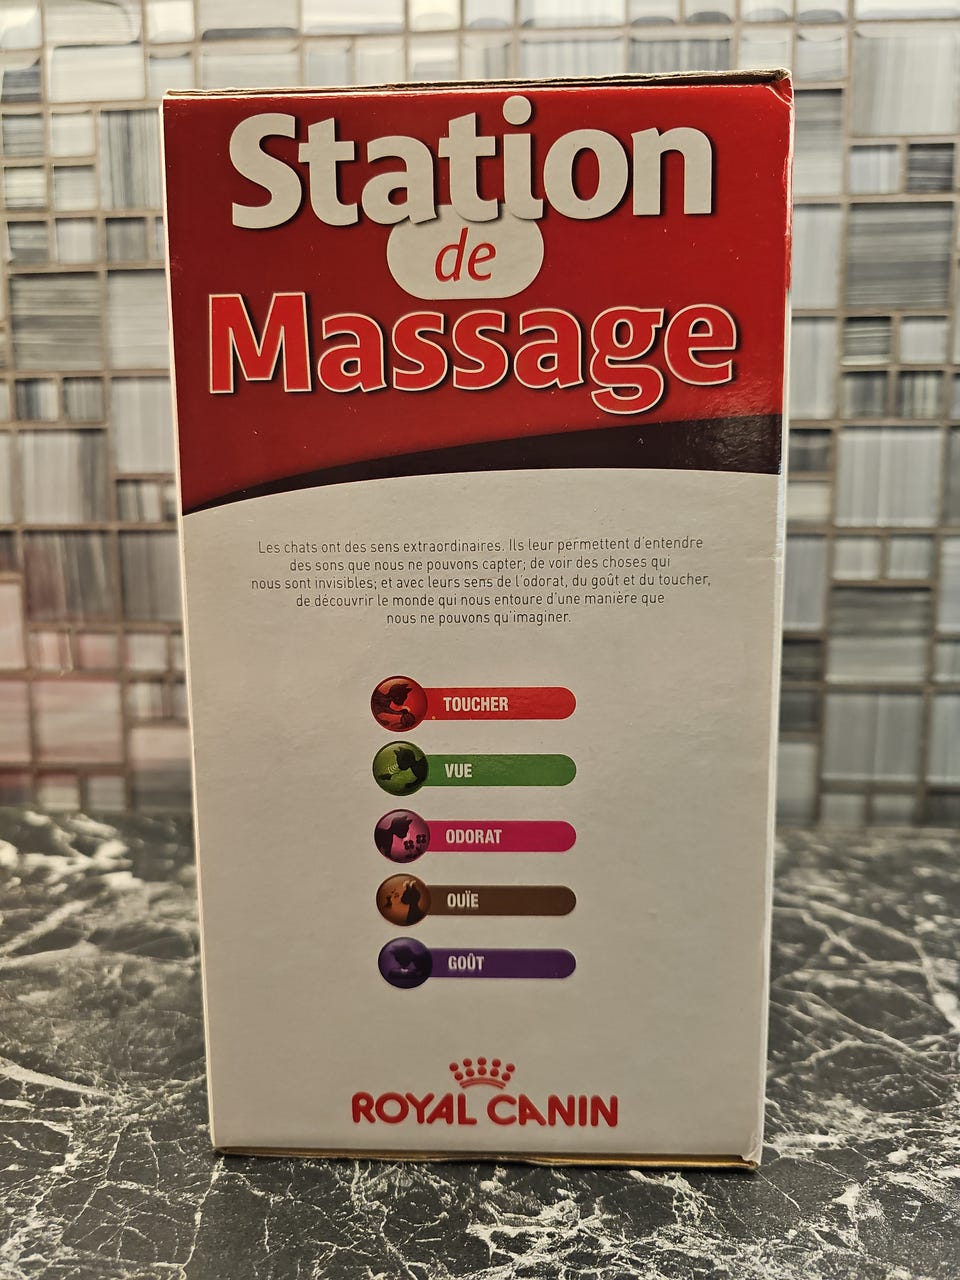 Station
de
Massage
Les chats ont des sens extraordinaires. Ils leur permettent d'entendre
des sons que nous ne pouvons capter; de voir des choses qui
nous sont invisibles; et avec leurs sens de l'odorat, du goût et du toucher,
de découvrir le monde qui nous entoure d'une manière que
nous ne pouvons qu'imaginer.
TOUCHER
VUE
ODORAT
OUÏE
GOÛT
ROYAL CANIN